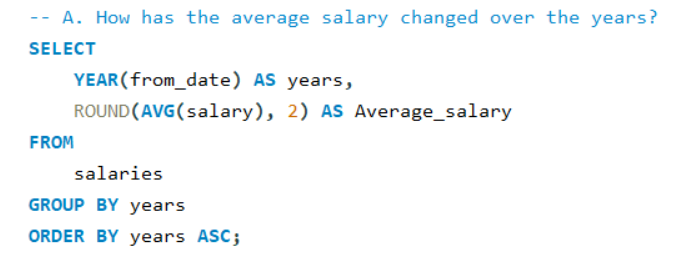 -- A. How has the average salary changed over the years?
SELECT
YEAR(from_date) AS years,
ROUND(AVG(salary), 2) AS Average_salary
FROM
salaries
GROUP BY years
ORDER BY years ASC;